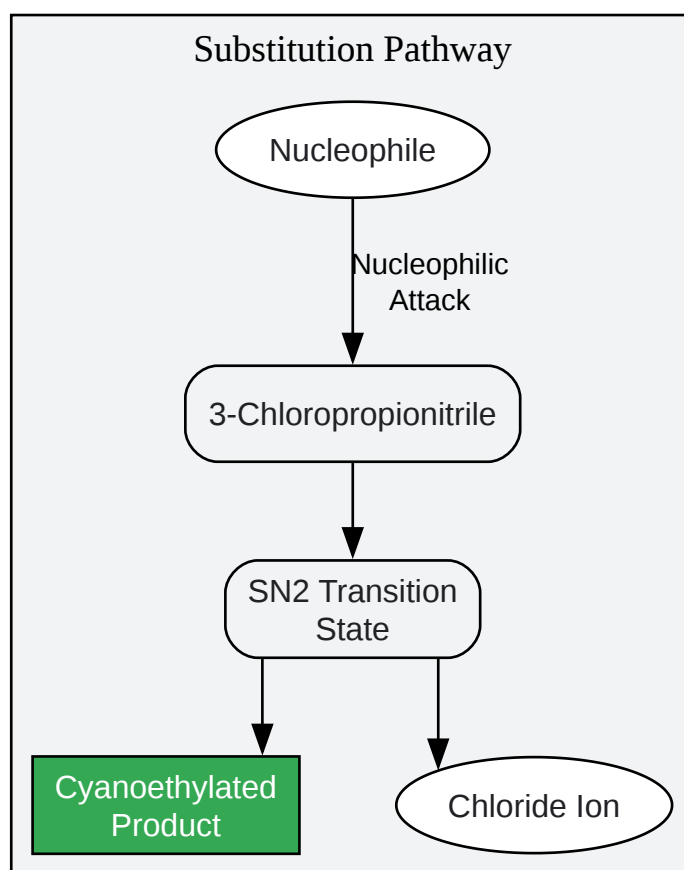 Substitution Pathway
Nucleophile
Nucleophilic
Attack
3-Chloropropionitrile
SN2 Transition
State
Cyanoethylated
Product
Chloride Ion